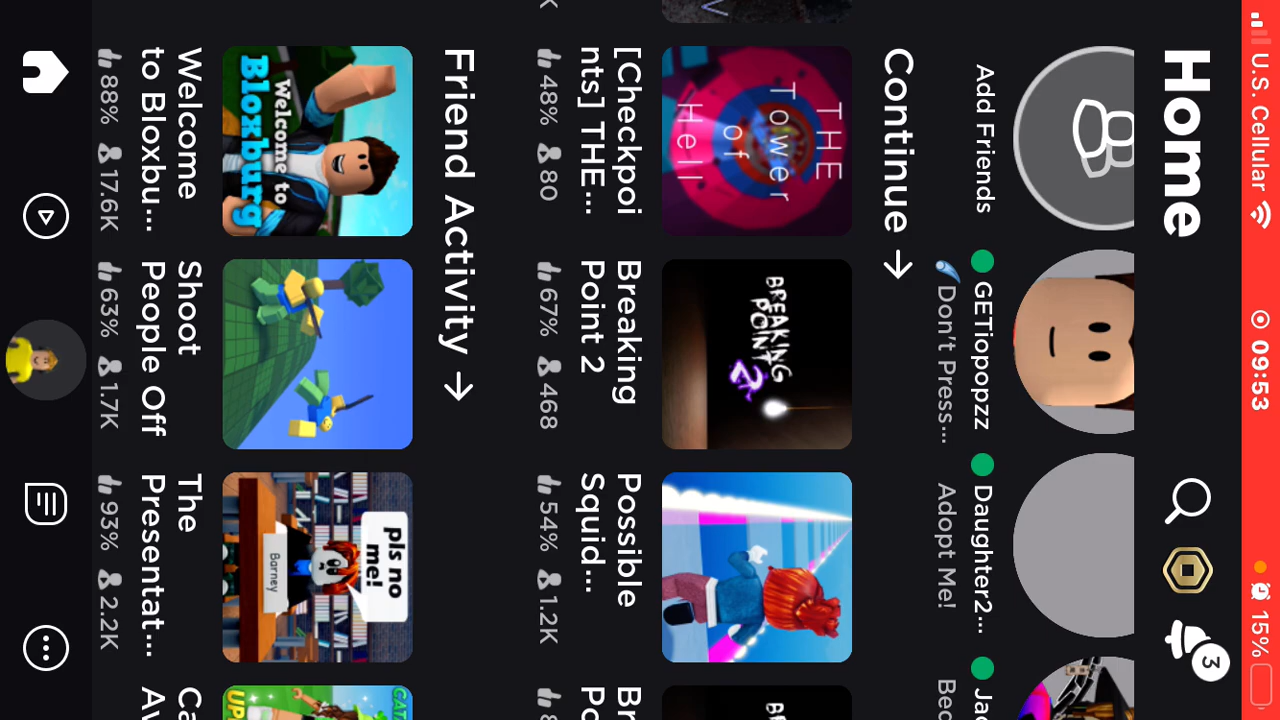 U.S. Cellular 09:53 15%
Home
3
Add Friends
GETiopopzz
Don't Press...
Daughter2...
Adopt Me!
Continue →
THE
Tower
of
Hell
BREAKING
POINT
2
[Checkpoi
nts] THE...
48% 80
Breaking
Point 2
67% 468
Possible
Squid...
54% 1.2K
Friend Activity →
Welcome to
Bloxburg
pls no
me!
Barney
Welcome
to Bloxbu...
88% 17.6K
Shoot
People Off
63% 1.7K
The
Presentat...
93% 2.2K